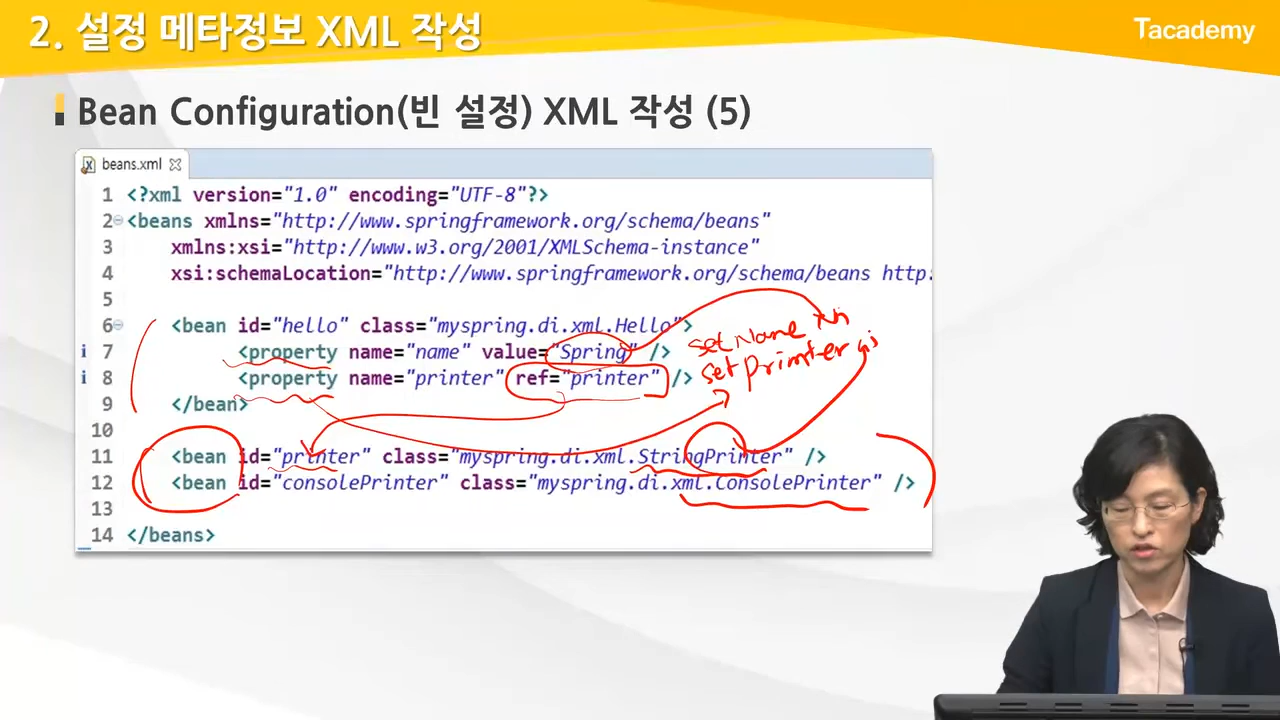 2. 설정 메타정보 XML 작성
Tacademy
Bean Configuration(빈 설정) XML 작성 (5)
beans.xml
1 <?xml version="1.0" encoding="UTF-8"?>
2 <beans xmlns="http://www.springframework.org/schema/beans"
3 xmlns:xsi="http://www.w3.org/2001/XMLSchema-instance"
4 xsi:schemaLocation="http://www.springframework.org/schema/beans http:
5
6 <bean id="hello" class="myspring.di.xml.Hello">
7 <property name="name" value="Spring" />
8 <property name="printer" ref="printer" />
9 </bean>
setName
setPrinter
10
11 <bean id="printer" class="myspring.di.xml.StringPrinter" />
12 <bean id="consolePrinter" class="myspring.di.xml.ConsolePrinter" />
13
14 </beans>